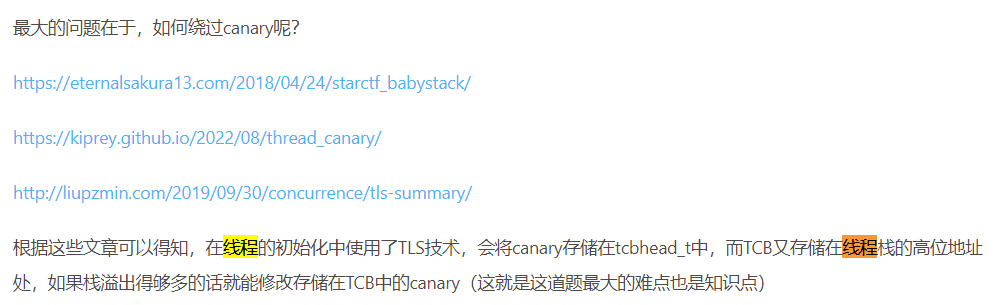 最大的问题在于，如何绕过canary呢？
https://eternalsakura13.com/2018/04/24/starctf_babystack/
https://kiprey.github.io/2022/08/thread_canary/
http://liupzmin.com/2019/09/30/concurrence/tls-summary/
根据这些文章可以得知，在线程的初始化中使用了TLS技术，会将canary存储在tcbhead_t中，而TCB又存储在线程栈的高位地址
处，如果栈溢出得够多的话就能修改存储在TCB中的canary（这就是这道题最大的难点也是知识点）